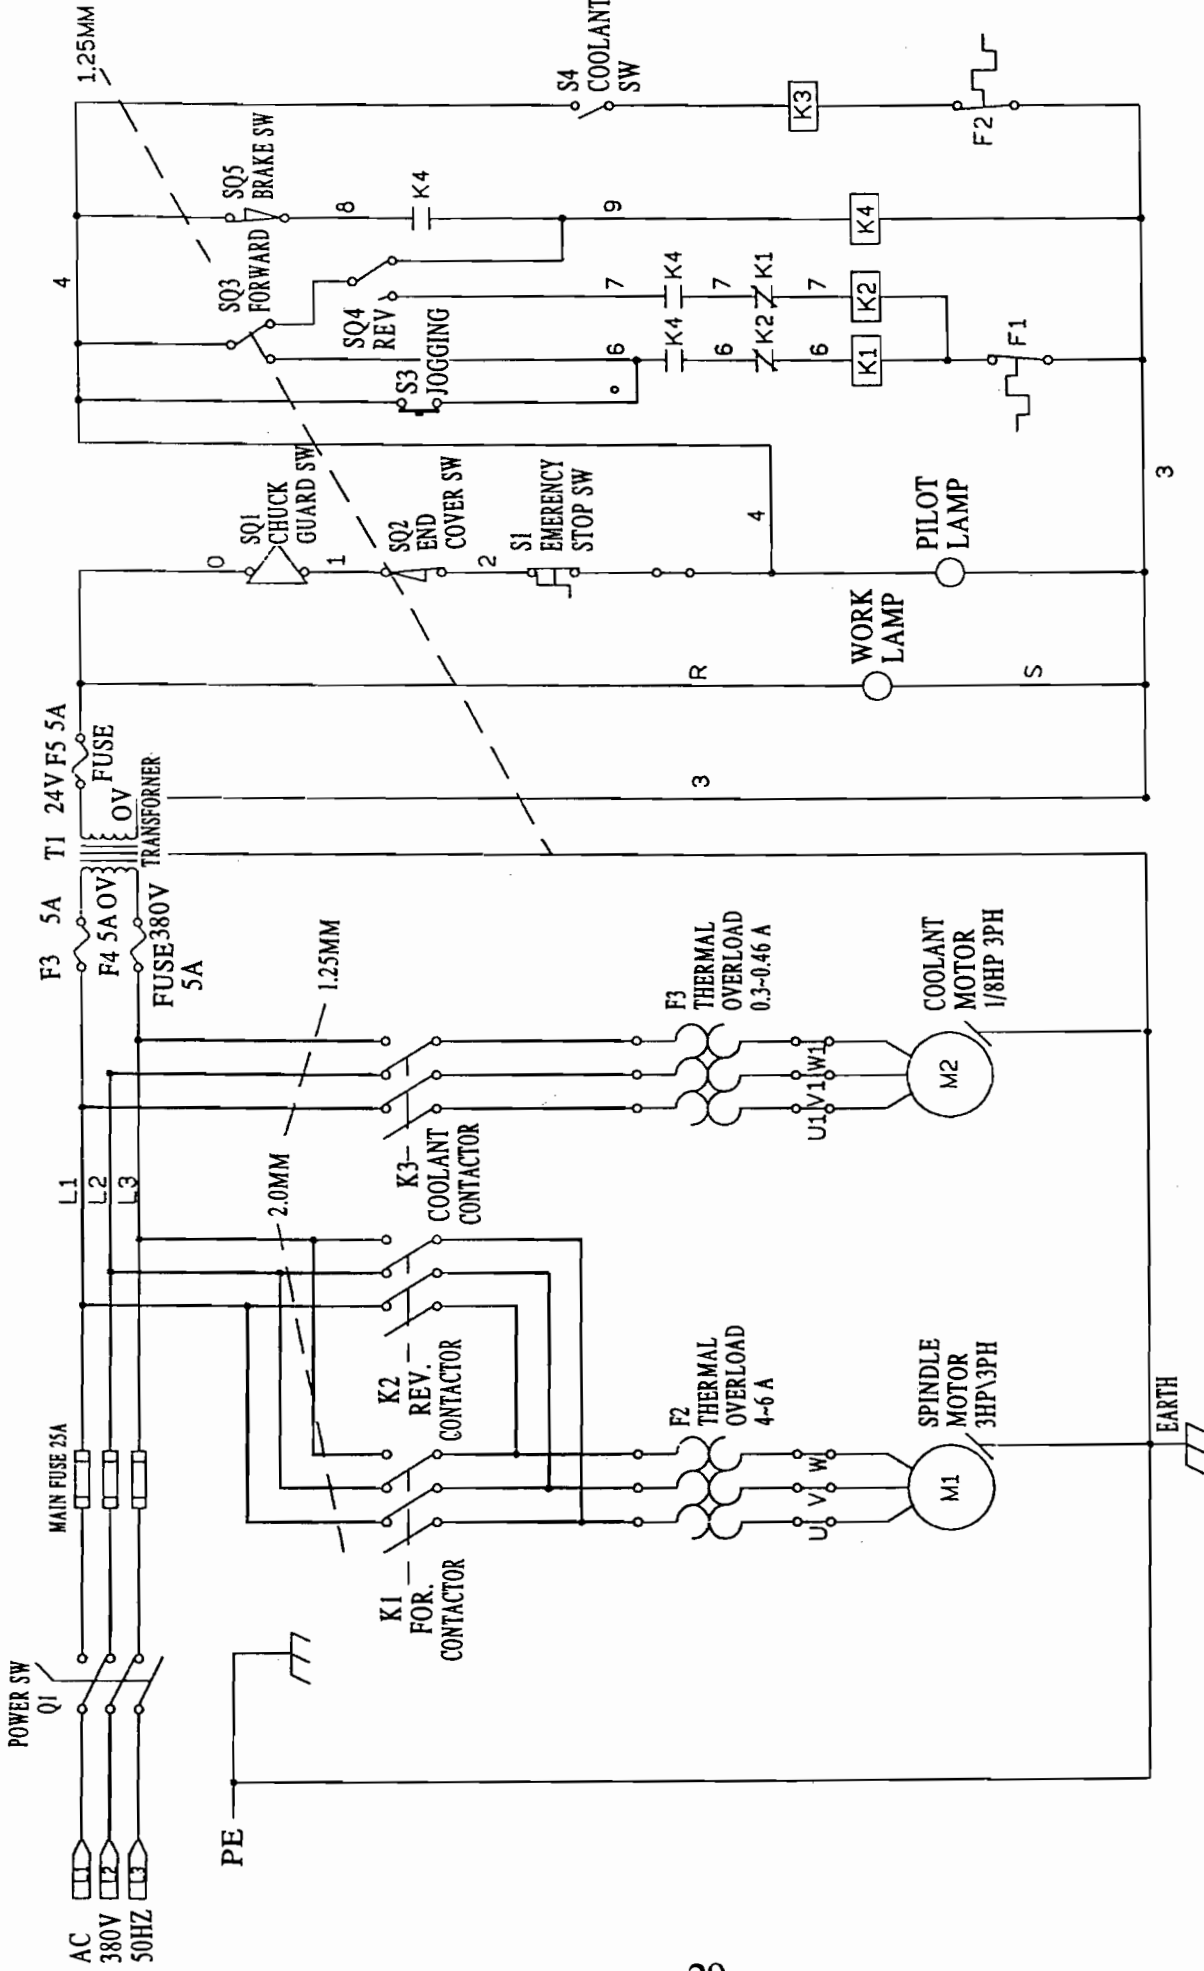 AC
380V
50HZ
L1
L2
L3
POWER SW
Q1
PE
MAIN FUSE 25A
L1
L2
L3
2.0MM
1.25MM
K1
FOR.
CONTACTOR
K2
REV.
CONTACTOR
K3
COOLANT
CONTACTOR
F2
THERMAL
OVERLOAD
4~6 A
U V W
M1
SPINDLE
MOTOR
3HP\3PH
EARTH
F3
THERMAL
OVERLOAD
0.3~0.46 A
U1 V1 W1
M2
COOLANT
MOTOR
1/8HP 3PH
F3 5A
F4 5A 0V
FUSE 380V
5A
T1 24V F5 5A
FUSE
0V
TRANSFORNER
3
R
WORK
LAMP
S
0
SQ1
CHUCK
GUARD SW
1
SQ2
END
COVER SW
2
S1
EMERENCY
STOP SW
4
PILOT
LAMP
3
4
S3
JOGGING
SQ3
FORWARD
SQ4
REV
6
K4
6
K2
6
K1
F1
7
K4
7
K1
7
K2
SQ5
BRAKE SW
8
K4
9
K4
1.25MM
S4
COOLANT
SW
K3
F2